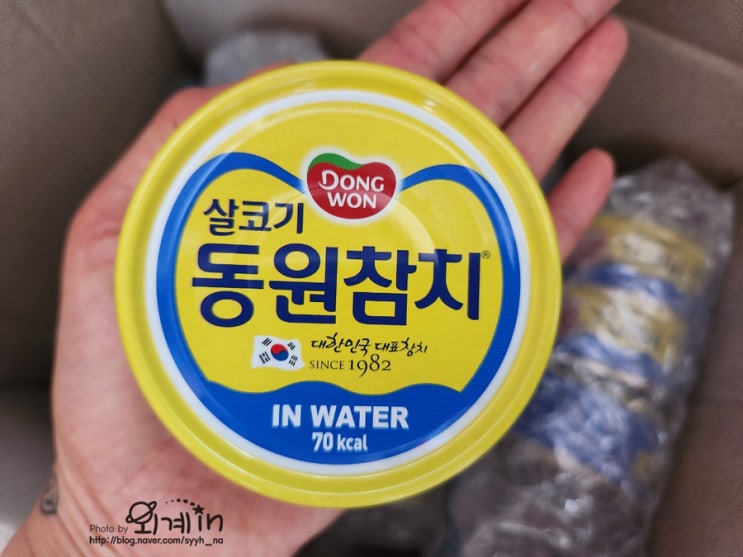 DONG
WON
살코기
동원참치®
대한민국 대표참치
SINCE 1982
IN WATER
70 kcal
Photo by 외계in
http://blog.naver.com/syyh_na